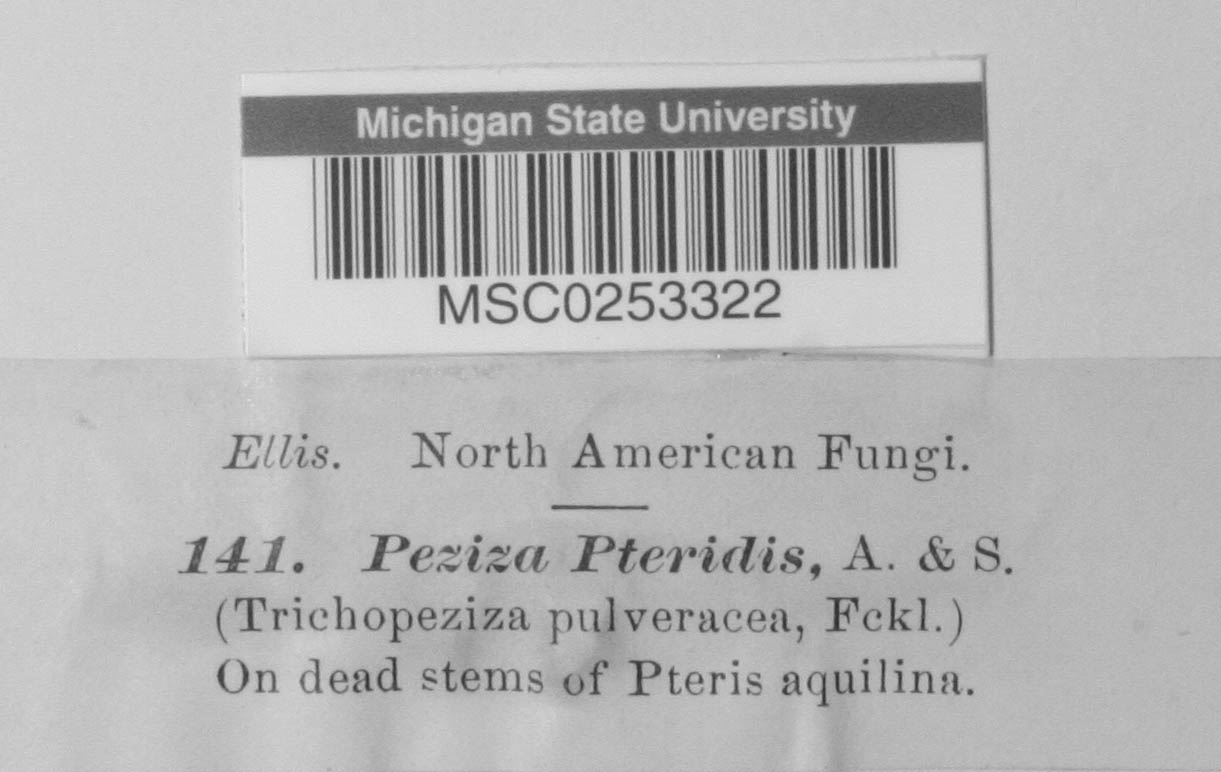 Michigan State University
MSC0253322
Ellis. North American Fungi.
141. Peziza Pteridis, A. & S.
(Trichopeziza pulveracea, Fckl.)
On dead stems of Pteris aquilina.